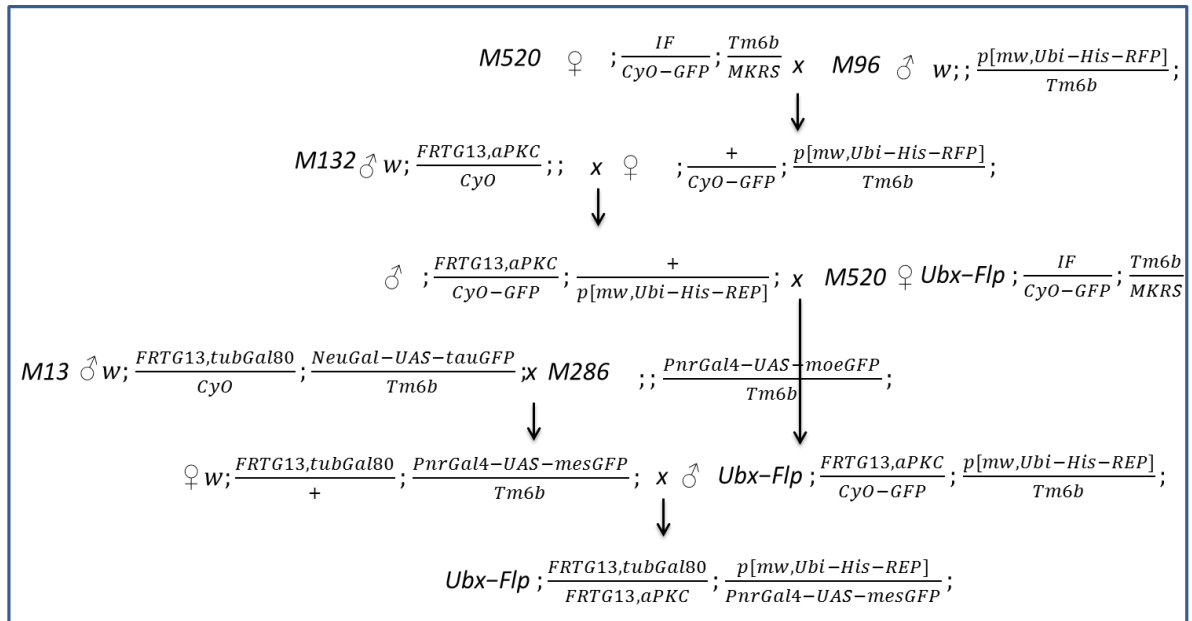 M520 ♀ ; IF/CyO−GFP ; Tm6b/MKRS x M96 ♂ w;; p[mw,Ubi−His−RFP]/Tm6b ;
M132 ♂ w; FRTG13,aPKC/CyO ;; x ♀ ; +/CyO−GFP ; p[mw,Ubi−His−RFP]/Tm6b ;
♂ ; FRTG13,aPKC/CyO−GFP ; +/p[mw,Ubi−His−REP] ; x M520 ♀ Ubx−Flp ; IF/CyO−GFP ; Tm6b/MKRS
M13 ♂ w; FRTG13,tubGal80/CyO ; NeuGal−UAS−tauGFP/Tm6b ;x M286 ;; PnrGal4−UAS−moeGFP/Tm6b ;
♀ w; FRTG13,tubGal80/+ ; PnrGal4−UAS−mesGFP/Tm6b ; x ♂ Ubx−Flp ; FRTG13,aPKC/CyO−GFP ; p[mw,Ubi−His−REP]/Tm6b ;
Ubx−Flp ; FRTG13,tubGal80/FRTG13,aPKC ; p[mw,Ubi−His−REP]/PnrGal4−UAS−mesGFP ;